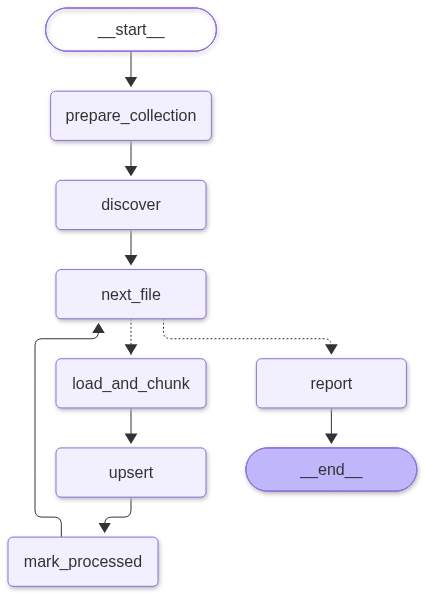 __start__
prepare_collection
discover
next_file
load_and_chunk
report
upsert
__end__
mark_processed